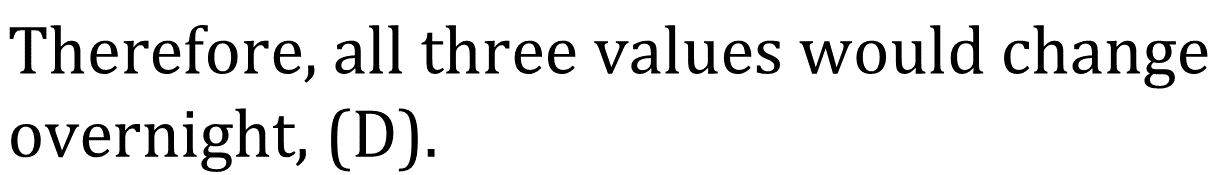 Therefore, all three values would change
overnight, (D).